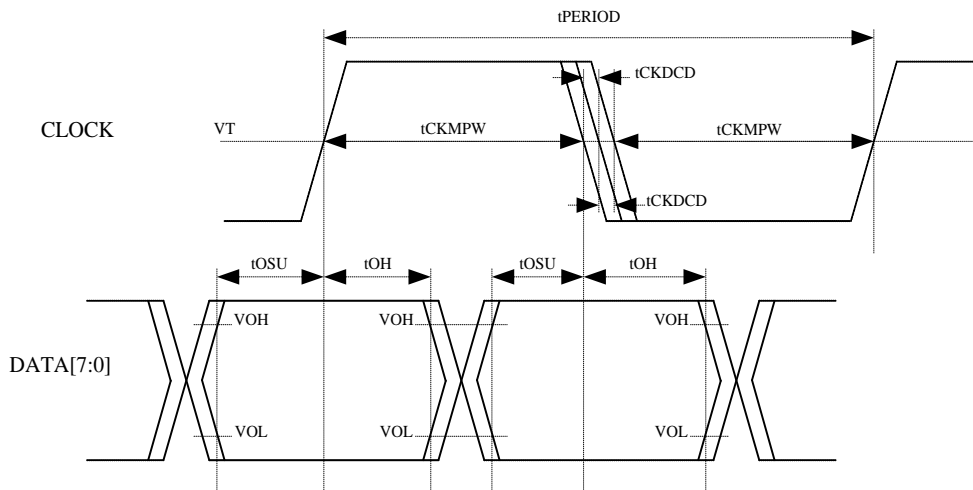 tPERIOD
tCKDCD
CLOCK VT tCKMPW tCKMPW
tCKDCD
tOSU tOH tOSU tOH
VOH VOH VOH
DATA[7:0]
VOL VOL VOL